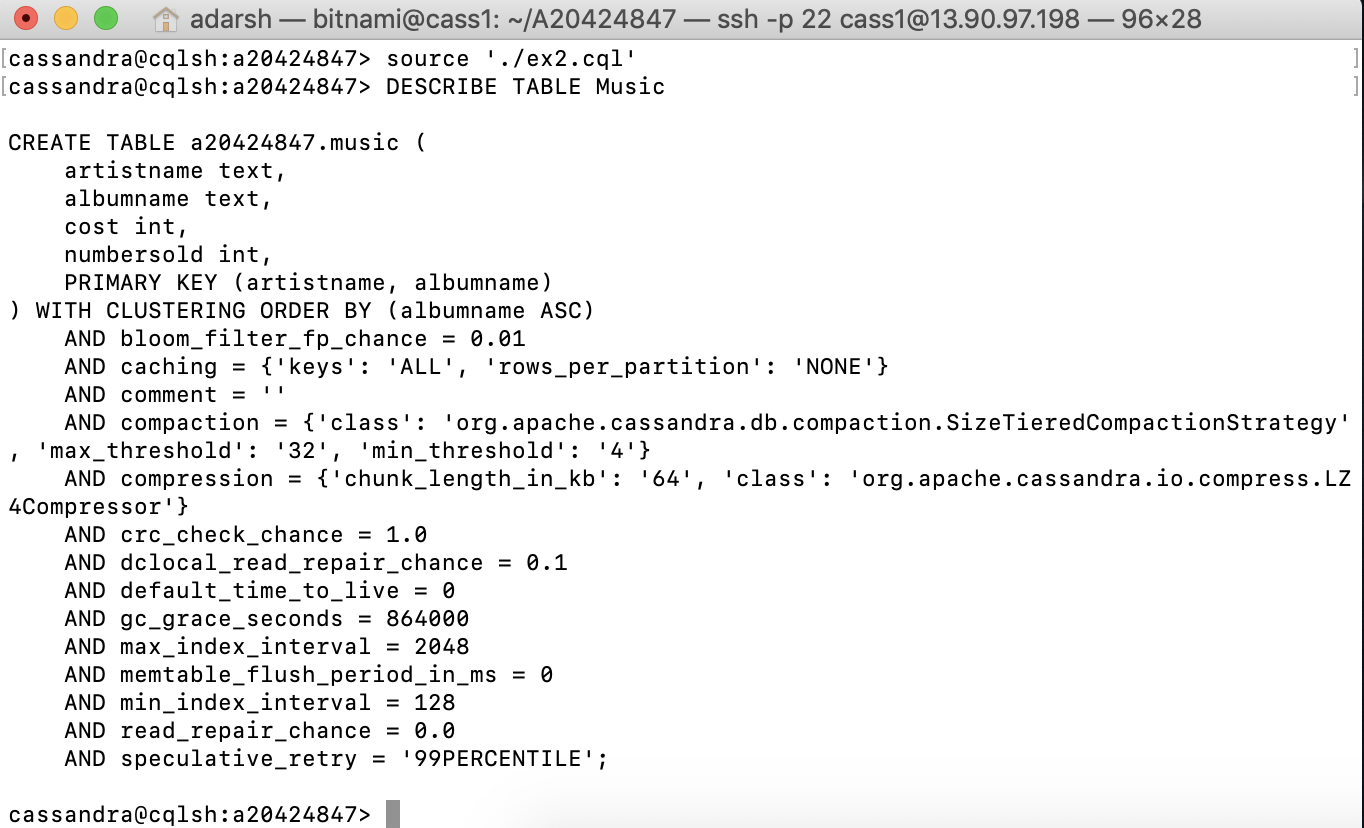 adarsh — bitnami@cass1: ~/A20424847 — ssh -p 22 cass1@13.90.97.198 — 96×28
[cassandra@cqlsh:a20424847> source './ex2.cql' ]
[cassandra@cqlsh:a20424847> DESCRIBE TABLE Music ]
CREATE TABLE a20424847.music (
    artistname text,
    albumname text,
    cost int,
    numbersold int,
    PRIMARY KEY (artistname, albumname)
) WITH CLUSTERING ORDER BY (albumname ASC)
    AND bloom_filter_fp_chance = 0.01
    AND caching = {'keys': 'ALL', 'rows_per_partition': 'NONE'}
    AND comment = ''
    AND compaction = {'class': 'org.apache.cassandra.db.compaction.SizeTieredCompactionStrategy'
, 'max_threshold': '32', 'min_threshold': '4'}
    AND compression = {'chunk_length_in_kb': '64', 'class': 'org.apache.cassandra.io.compress.LZ
4Compressor'}
    AND crc_check_chance = 1.0
    AND dclocal_read_repair_chance = 0.1
    AND default_time_to_live = 0
    AND gc_grace_seconds = 864000
    AND max_index_interval = 2048
    AND memtable_flush_period_in_ms = 0
    AND min_index_interval = 128
    AND read_repair_chance = 0.0
    AND speculative_retry = '99PERCENTILE';
cassandra@cqlsh:a20424847>